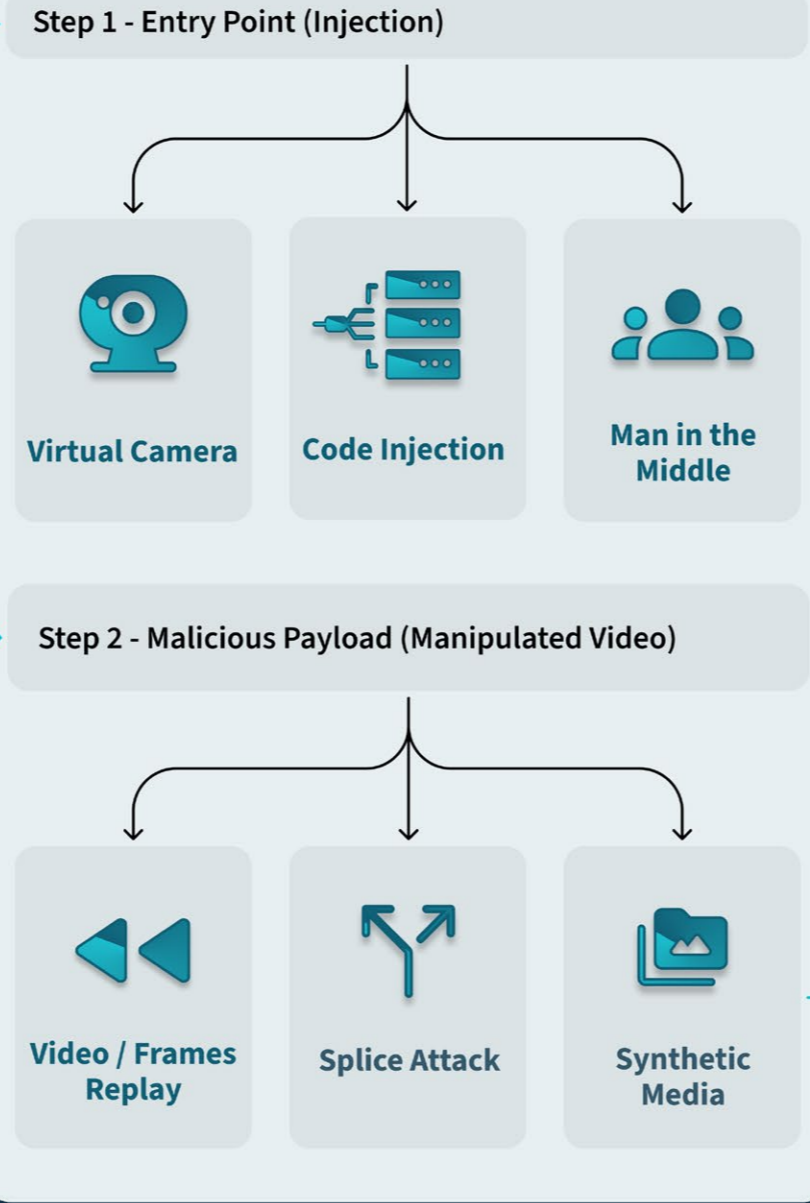 Step 1 - Entry Point (Injection)
Virtual Camera
Code Injection
Man in the
Middle
Step 2 - Malicious Payload (Manipulated Video)
Video / Frames
Replay
Splice Attack
Synthetic
Media